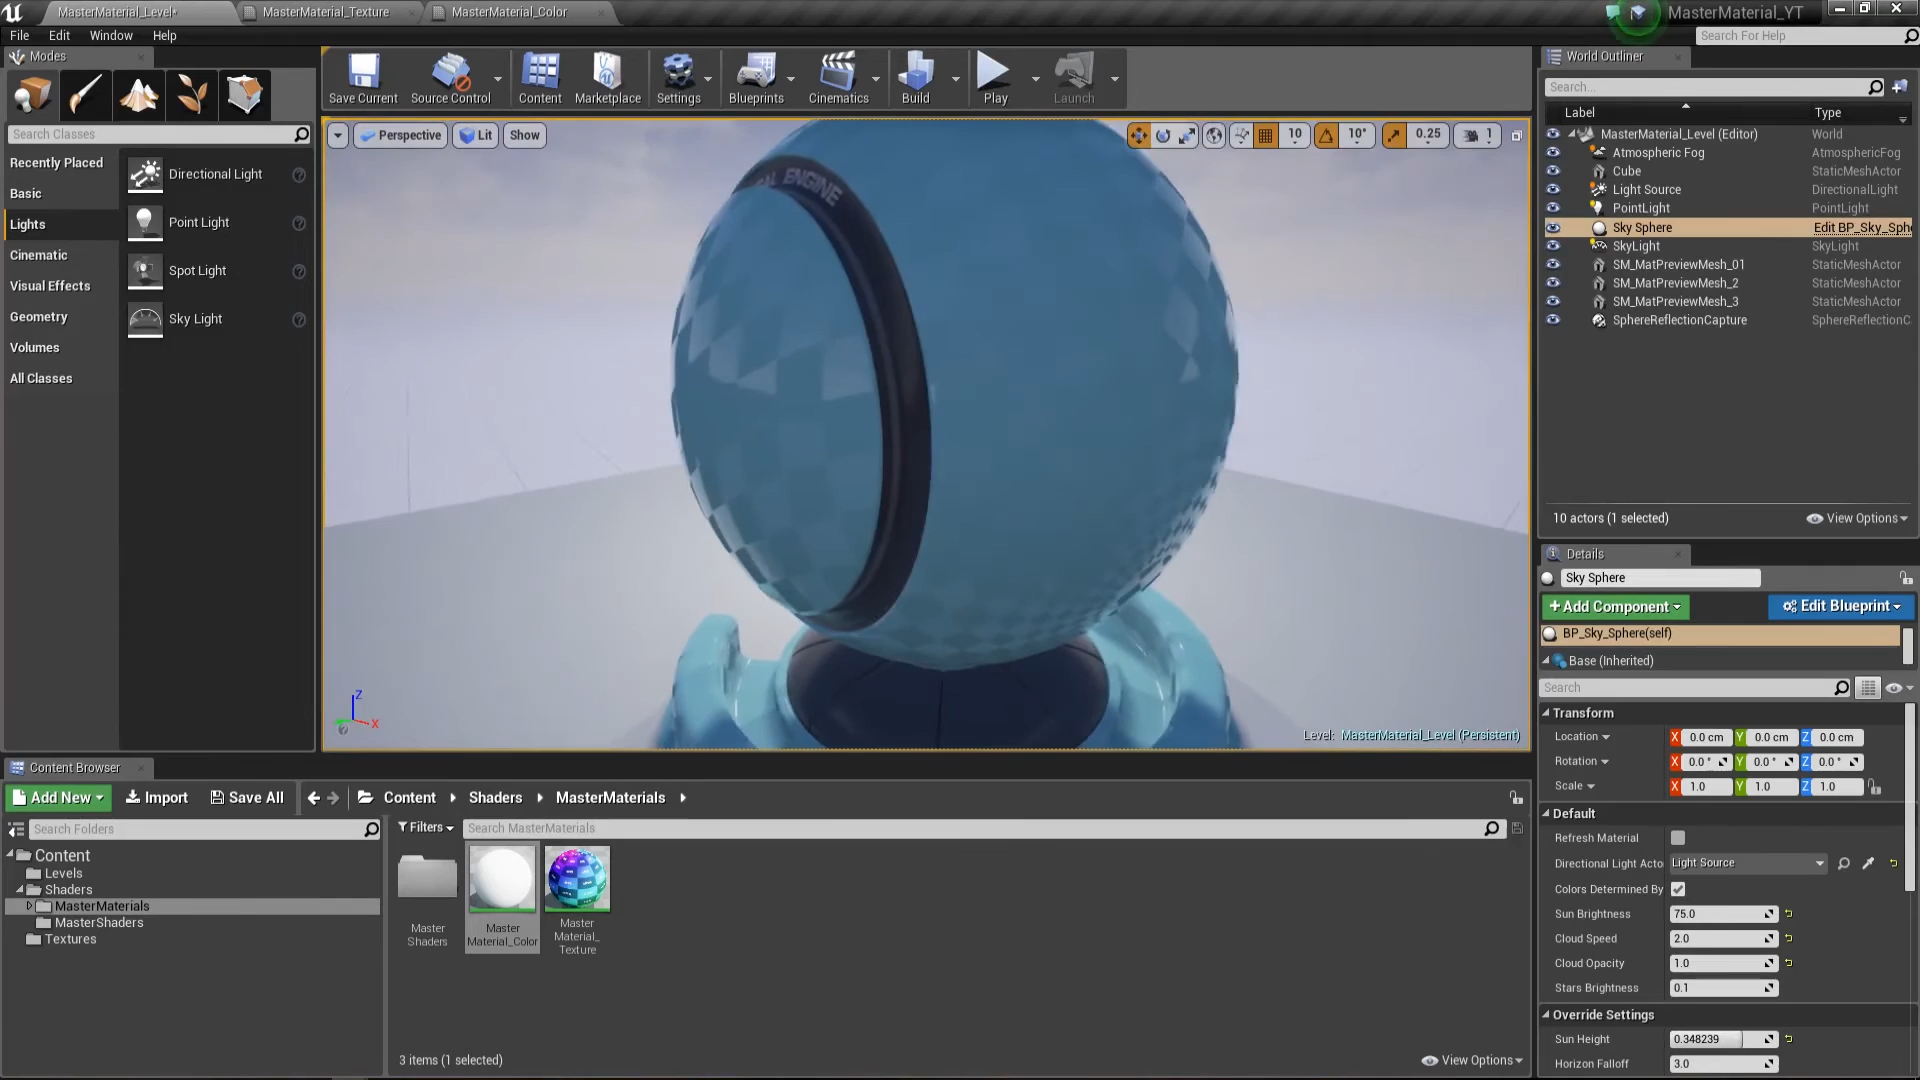 MasterMaterial_Level*
MasterMaterial_Texture
MasterMaterial_Color
MasterMaterial_YT
File
Edit
Window
Help
Search For Help
Modes
Search Classes
Recently Placed
Basic
Lights
Cinematic
Visual Effects
Geometry
Volumes
All Classes
Directional Light
Point Light
Spot Light
Sky Light
Save Current
Source Control
Content
Marketplace
Settings
Blueprints
Cinematics
Build
Play
Launch
Perspective
Lit
Show
10
10°
0.25
1
ENGINE
Z
X
Level: MasterMaterial_Level (Persistent)
World Outliner
Search...
Label
Type
MasterMaterial_Level (Editor) World
Atmospheric Fog AtmosphericFog
Cube StaticMeshActor
Light Source DirectionalLight
PointLight PointLight
Sky Sphere Edit BP_Sky_Sphe
SkyLight SkyLight
SM_MatPreviewMesh_01 StaticMeshActor
SM_MatPreviewMesh_2 StaticMeshActor
SM_MatPreviewMesh_3 StaticMeshActor
SphereReflectionCapture SphereReflectionC
10 actors (1 selected)
View Options
Details
Sky Sphere
+Add Component
Edit Blueprint
BP_Sky_Sphere(self)
Base (Inherited)
Search
Transform
Location X 0.0 cm Y 0.0 cm Z 0.0 cm
Rotation X 0.0 ° Y 0.0 ° Z 0.0 °
Scale X 1.0 Y 1.0 Z 1.0
Default
Refresh Material
Directional Light Acto Light Source
Colors Determined By
Sun Brightness 75.0
Cloud Speed 2.0
Cloud Opacity 1.0
Stars Brightness 0.1
Override Settings
Sun Height 0.348239
Horizon Falloff 3.0
Content Browser
Add New
Import
Save All
Content
Shaders
MasterMaterials
Search Folders
Filters
Search MasterMaterials
Content
Levels
Shaders
MasterMaterials
MasterShaders
Textures
Master
Shaders
Master
Material_Color
Master
Material_
Texture
3 items (1 selected)
View Options